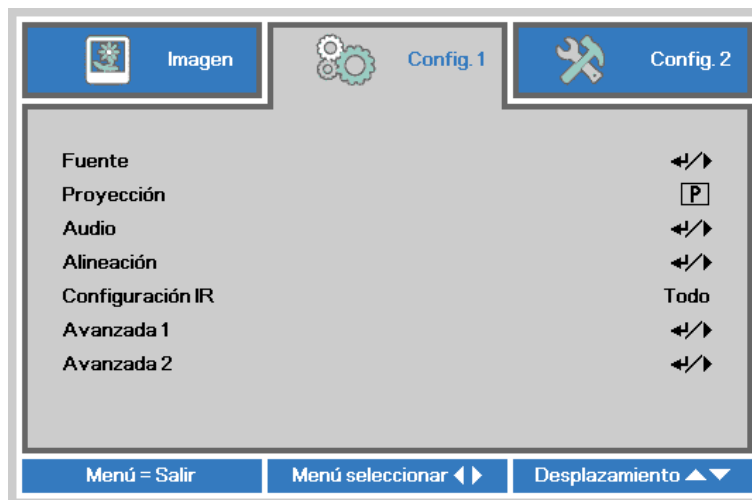 Imagen
Config. 1
Config. 2
Fuente
Proyección P
Audio
Alineación
Configuración IR Todo
Avanzada 1
Avanzada 2
Menú = Salir
Menú seleccionar
Desplazamiento